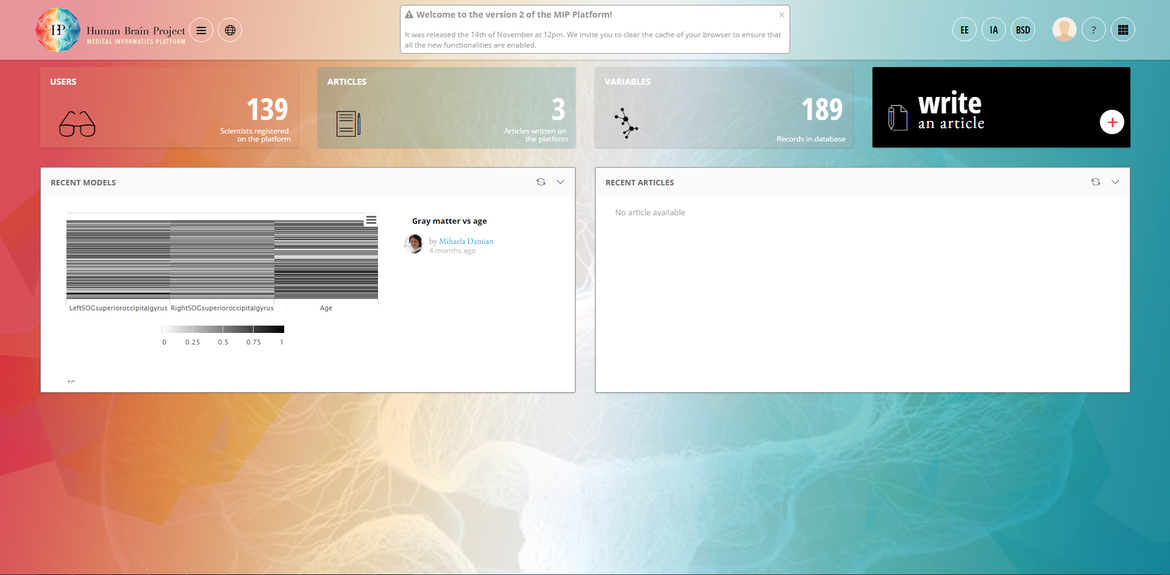 HP
Human Brain Project
MEDICAL INFORMATICS PLATFORM
Welcome to the version 2 of the MIP Platform!
×
It was released the 14th of November at 12pm. We invite you to clear the cache of your browser to ensure that
all the new functionalities are enabled.
EE
IA
BSD
?
USERS
139
Scientists registered
on the platform
ARTICLES
3
Articles written on
the platform
VARIABLES
189
Records in database
write
an article
+
RECENT MODELS
Gray matter vs age
by Mihaela Damian
4 months ago
LeftSOGsuperioroccipitalgyrus RightSOGsuperioroccipitalgyrus Age
0 0.25 0.5 0.75 1
RECENT ARTICLES
No article available